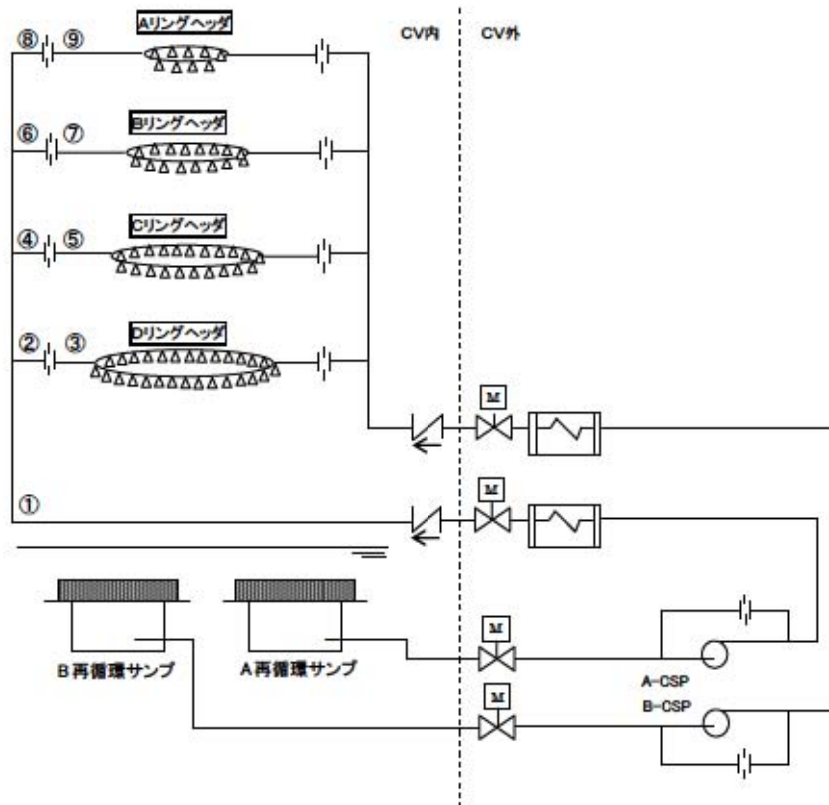 Aリングヘッダ
⑧ ⑨
CV内 CV外
Bリングヘッダ
⑥ ⑦
Cリングヘッダ
④ ⑤
Dリングヘッダ
② ③
M
M
①
M
B再循環サンプ
A再循環サンプ
A-CSP
M
B-CSP